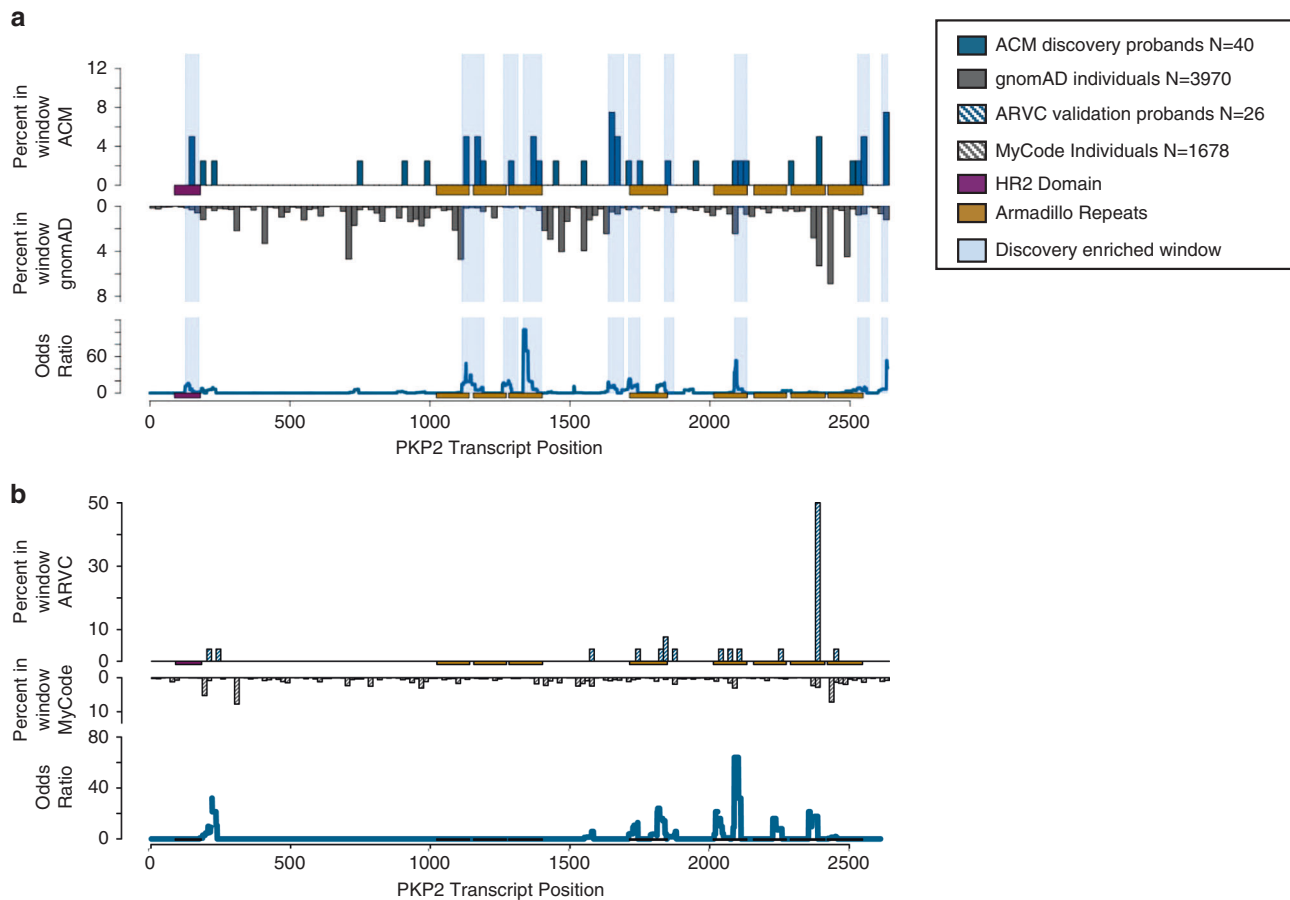 a
12
8
4
0
Percent in
window
ACM
0
4
8
Percent in
window
gnomAD
60
0
Odds
Ratio
0 500 1000 1500 2000 2500
PKP2 Transcript Position
ACM discovery probands N=40
gnomAD individuals N=3970
ARVC validation probands N=26
MyCode Individuals N=1678
HR2 Domain
Armadillo Repeats
Discovery enriched window
b
50
30
10
0
Percent in
window
ARVC
0
10
Percent in
window
MyCode
80
40
0
Odds
Ratio
0 500 1000 1500 2000 2500
PKP2 Transcript Position